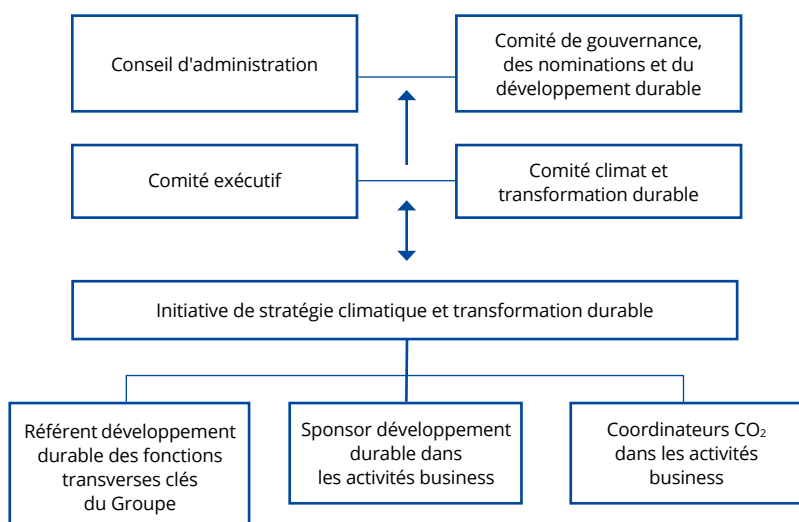 Conseil d'administration
Comité de gouvernance,
des nominations et du
développement durable
Comité exécutif
Comité climat et
transformation durable
Initiative de stratégie climatique et transformation durable
Référent développement
durable des fonctions
transverses clés
du Groupe
Sponsor développement
durable dans
les activités business
Coordinateurs CO₂
dans les activités
business